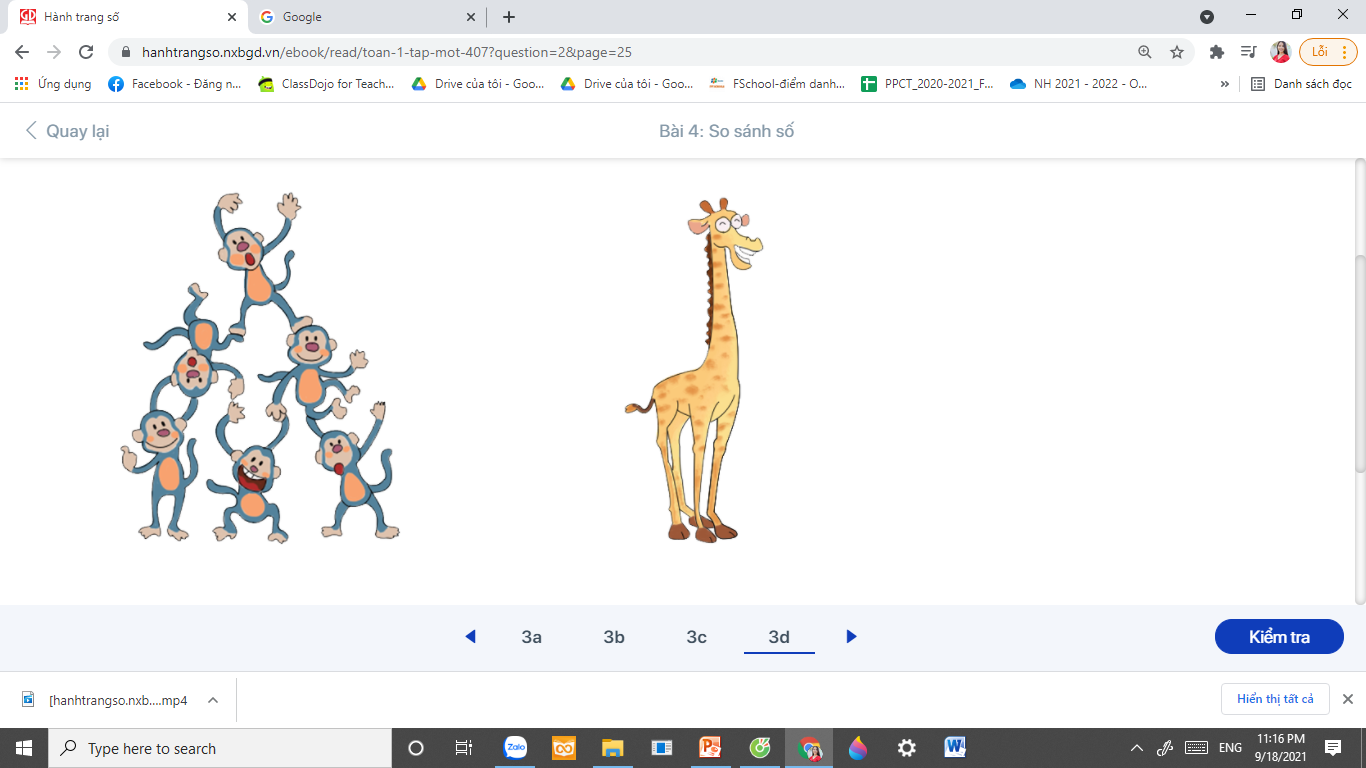 Hành trang số
Google
hanhtrangso.nxbgd.vn/ebook/read/toan-1-tap-mot-407?question=2&page=25
Lỗi
Ứng dụng
Facebook - Đăng n...
ClassDojo for Teach...
Drive của tôi - Goo...
Drive của tôi - Goo...
FSchool-điểm danh...
PPCT_2020-2021_F...
NH 2021 - 2022 - O...
»
Danh sách đọc
Quay lại
Bài 4: So sánh số
3a
3b
3c
3d
Kiểm tra
[hanhtrangso.nxb....mp4
Hiển thị tất cả
Type here to search
Zalo
ENG
11:16 PM
9/18/2021